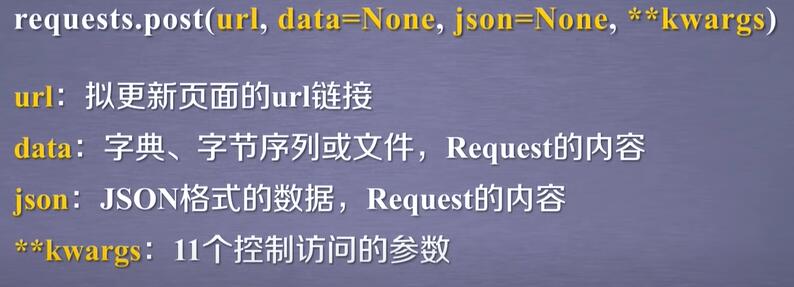 requests.post(url, data=None, json=None, **kwargs)
url：拟更新页面的url链接
data：字典、字节序列或文件，Request的内容
json：JSON格式的数据，Request的内容
**kwargs：11个控制访问的参数